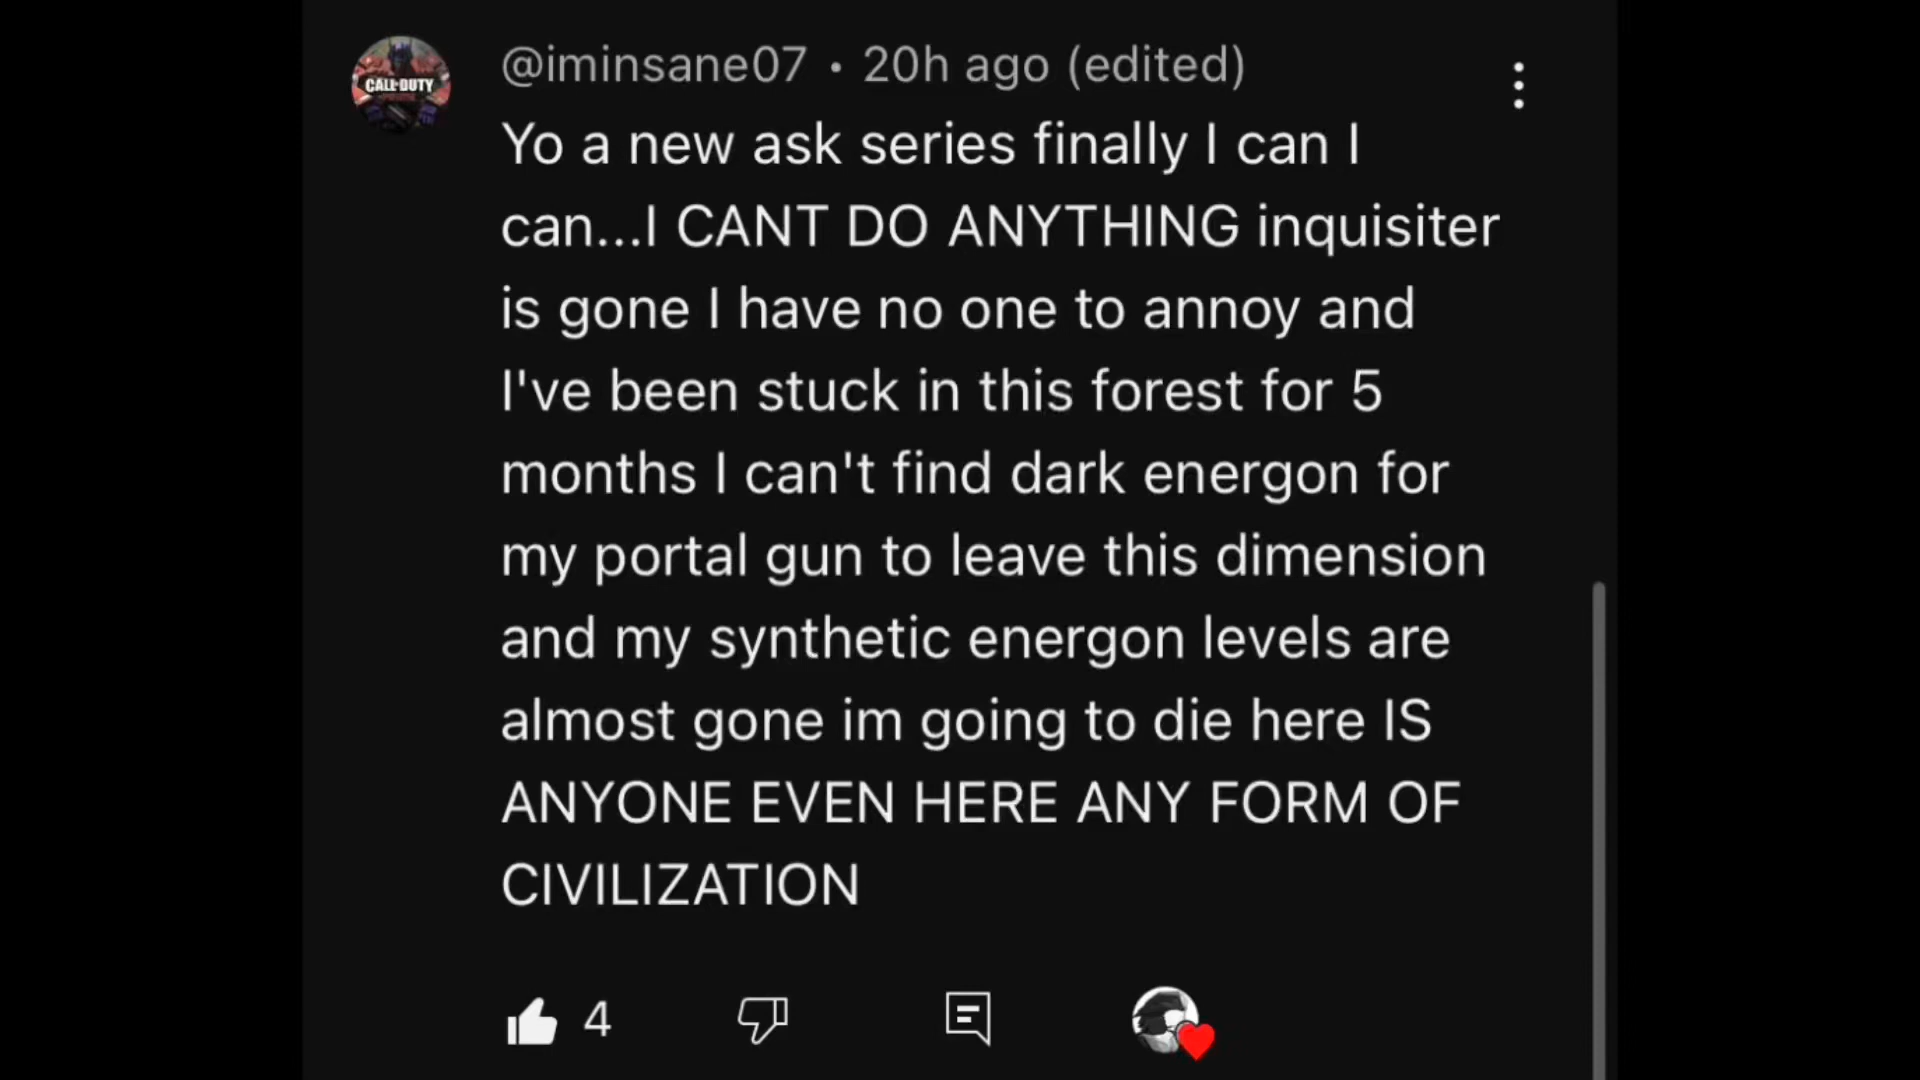 @iminsane07 • 20h ago (edited)
CALL DUTY
Yo a new ask series finally I can I
can...I CANT DO ANYTHING inquisiter
is gone I have no one to annoy and
I've been stuck in this forest for 5
months I can't find dark energon for
my portal gun to leave this dimension
and my synthetic energon levels are
almost gone im going to die here IS
ANYONE EVEN HERE ANY FORM OF
CIVILIZATION
4